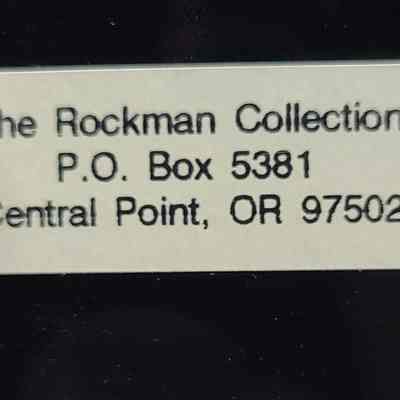 he Rockman Collection
P.O. Box 5381
Central Point, OR 97502